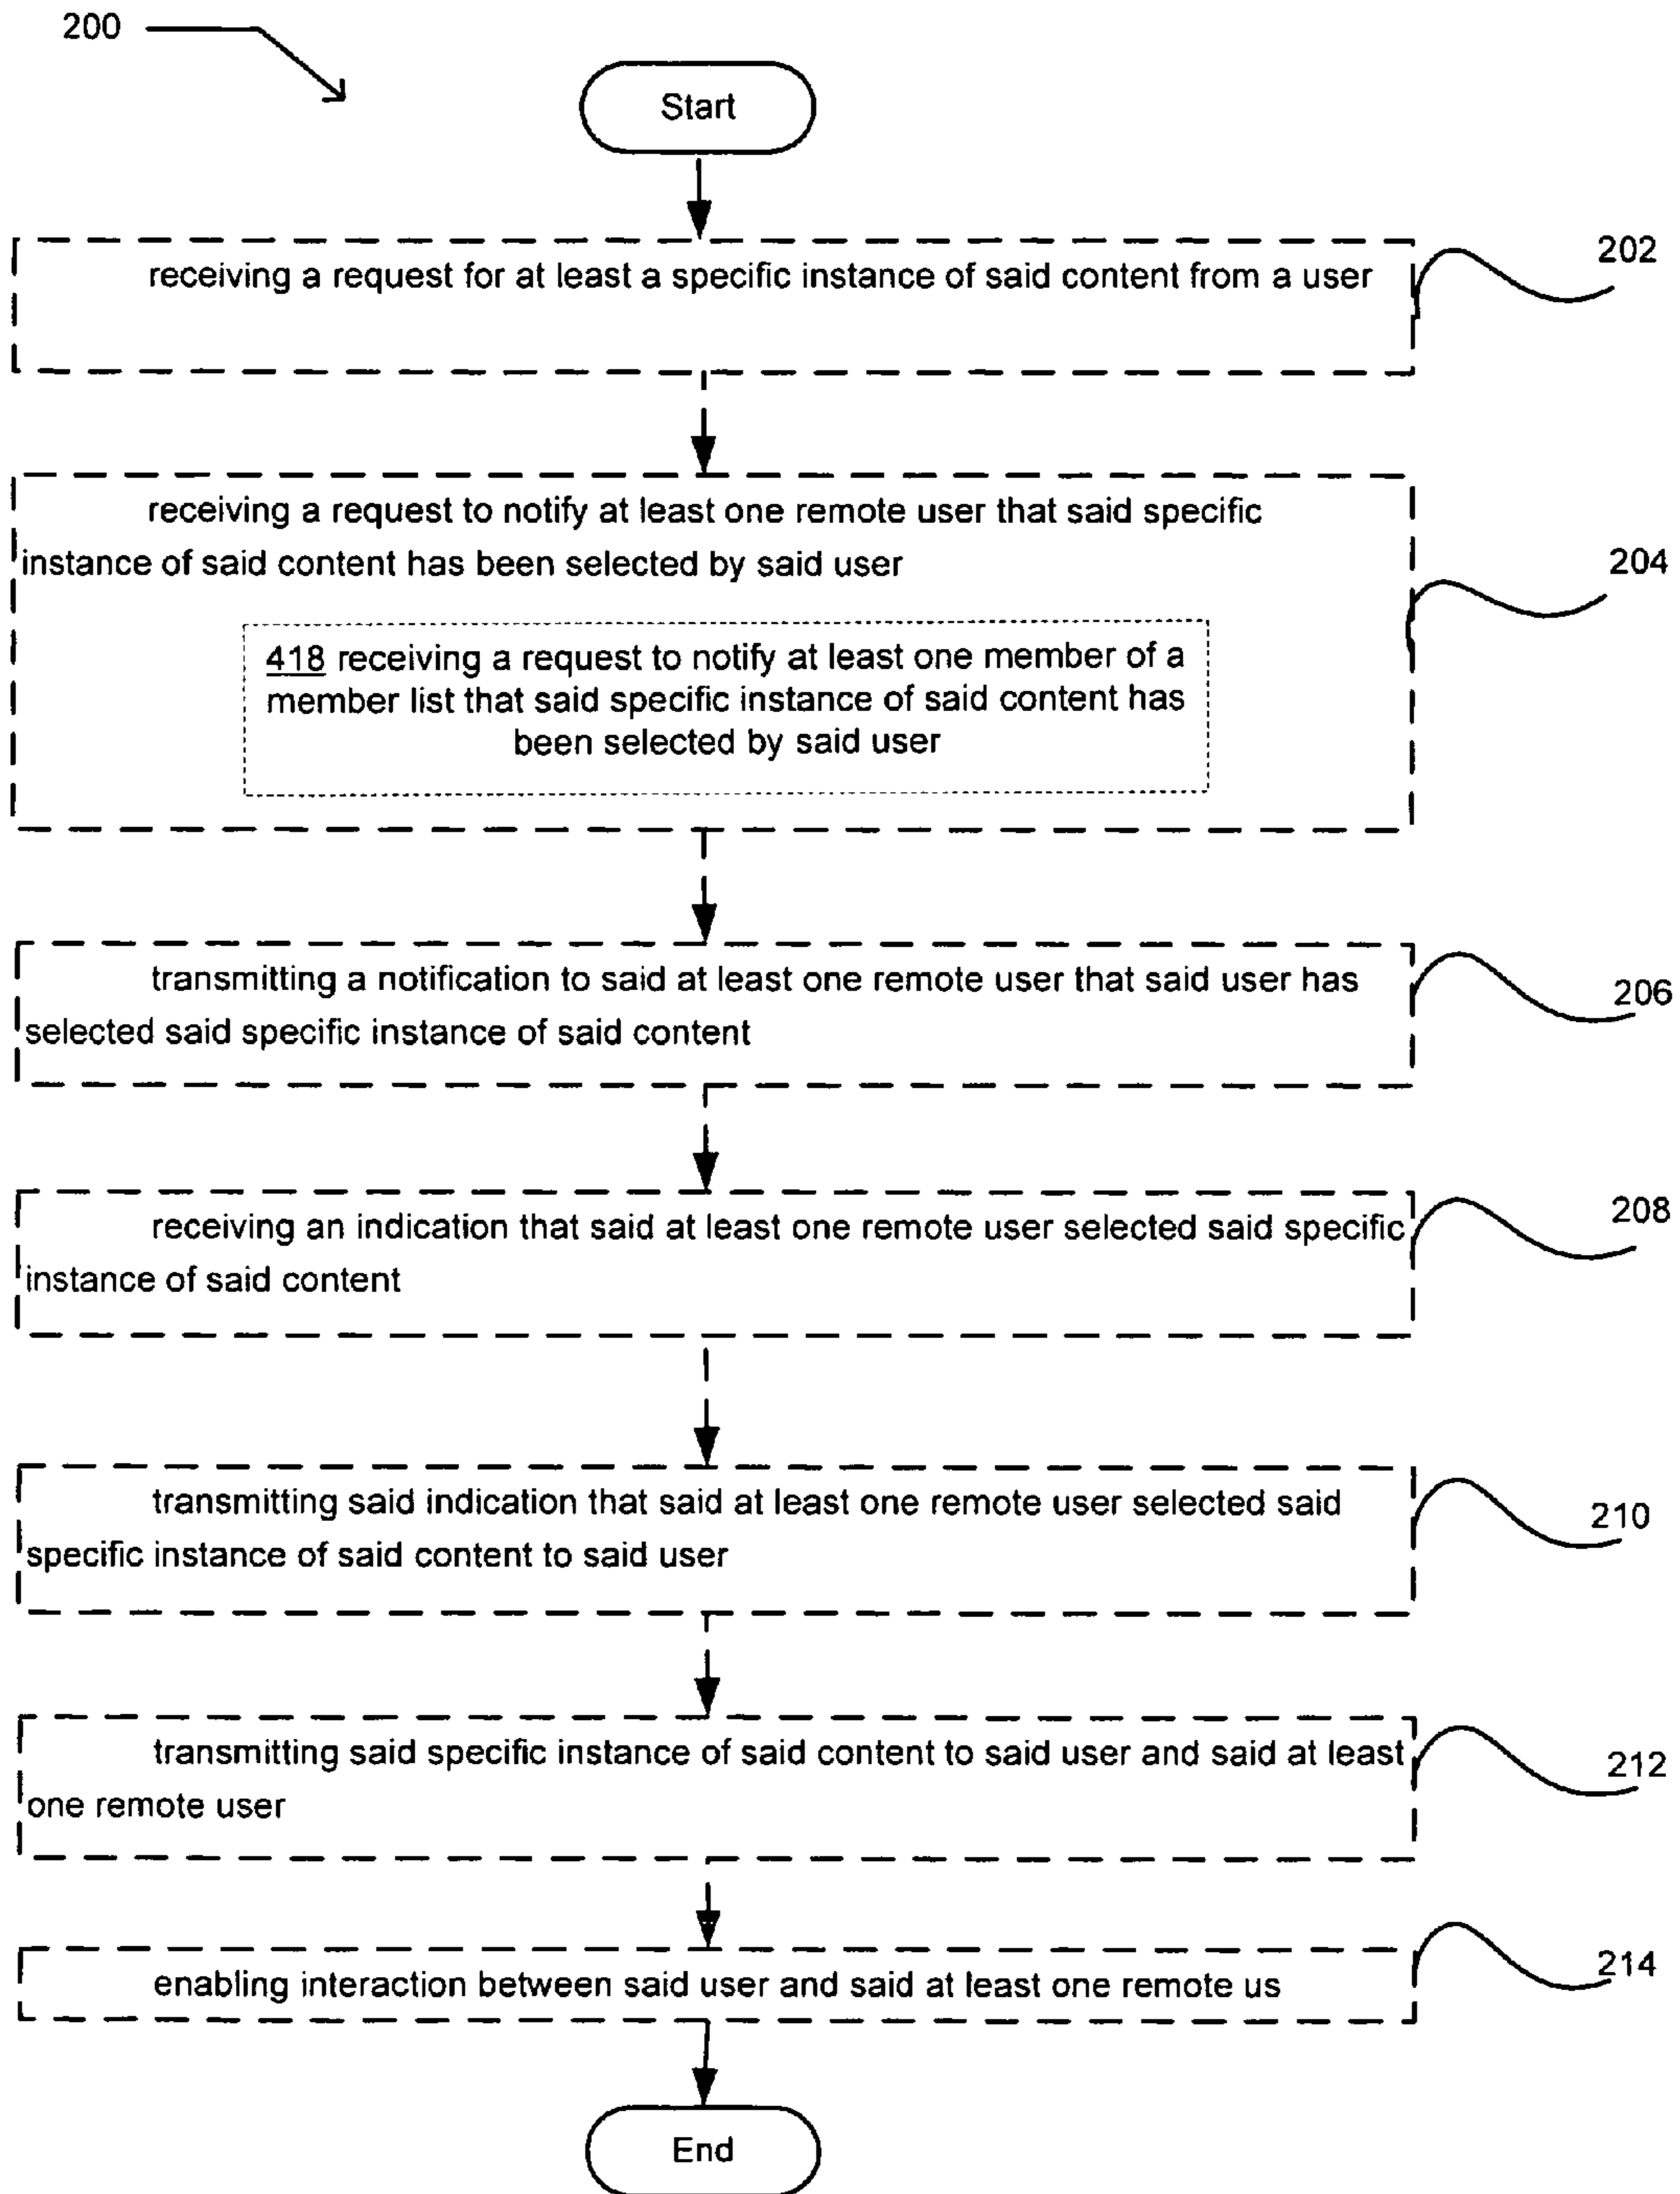 200
Start
receiving a request for at least a specific instance of said content from a user
202
receiving a request to notify at least one remote user that said specific
instance of said content has been selected by said user
204
418 receiving a request to notify at least one member of a
member list that said specific instance of said content has
been selected by said user
transmitting a notification to said at least one remote user that said user has
selected said specific instance of said content
206
receiving an indication that said at least one remote user selected said specific
instance of said content
208
transmitting said indication that said at least one remote user selected said
specific instance of said content to said user
210
transmitting said specific instance of said content to said user and said at least
one remote user
212
enabling interaction between said user and said at least one remote us
214
End